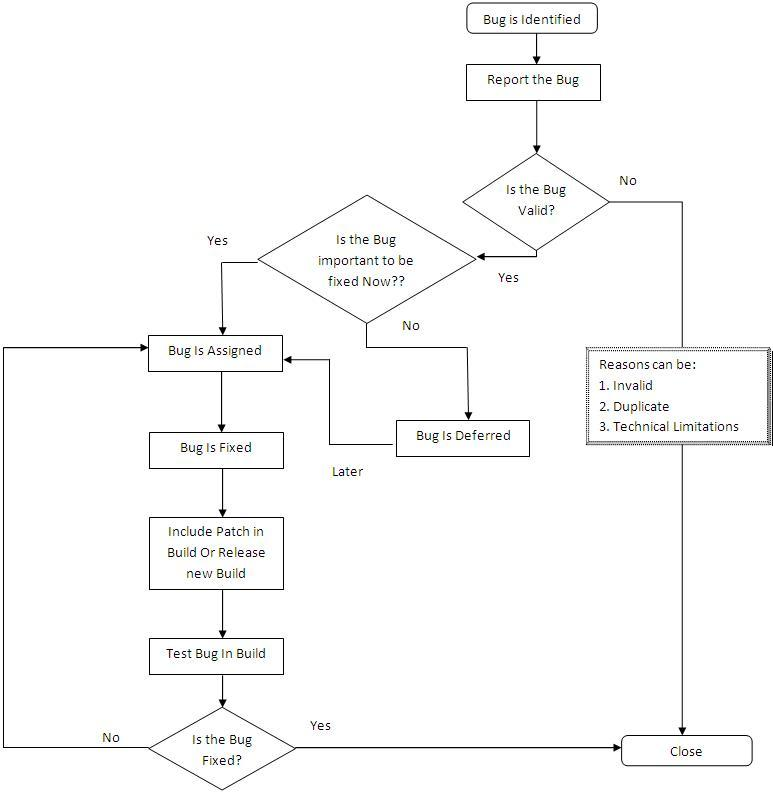 Bug is Identified
Report the Bug
Is the Bug
Valid?
No
Yes
Is the Bug
important to be
fixed Now??
Yes
No
Bug Is Assigned
Reasons can be:
1. Invalid
2. Duplicate
3. Technical Limitations
Bug Is Deferred
Later
Bug Is Fixed
Include Patch in
Build Or Release
new Build
Test Bug In Build
Is the Bug
Fixed?
No
Yes
Close